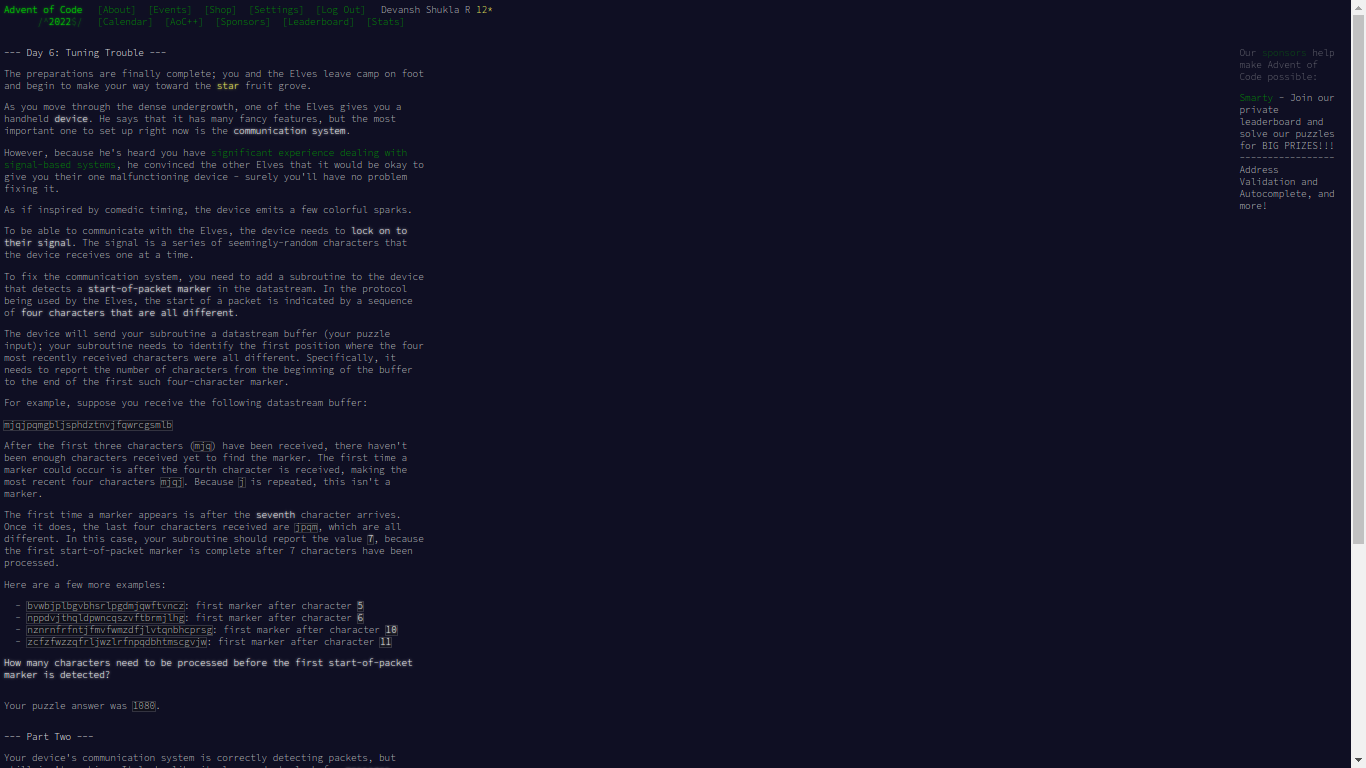 Advent of Code [About] [Events] [Shop] [Settings] [Log Out] Devansh Shukla R 12*
/^2022$/ [Calendar] [AoC++] [Sponsors] [Leaderboard] [Stats]
--- Day 6: Tuning Trouble ---
The preparations are finally complete; you and the Elves leave camp on foot
and begin to make your way toward the star fruit grove.
As you move through the dense undergrowth, one of the Elves gives you a
handheld device. He says that it has many fancy features, but the most
important one to set up right now is the communication system.
However, because he's heard you have significant experience dealing with
signal-based systems, he convinced the other Elves that it would be okay to
give you their one malfunctioning device - surely you'll have no problem
fixing it.
As if inspired by comedic timing, the device emits a few colorful sparks.
To be able to communicate with the Elves, the device needs to lock on to
their signal. The signal is a series of seemingly-random characters that
the device receives one at a time.
To fix the communication system, you need to add a subroutine to the device
that detects a start-of-packet marker in the datastream. In the protocol
being used by the Elves, the start of a packet is indicated by a sequence
of four characters that are all different.
The device will send your subroutine a datastream buffer (your puzzle
input); your subroutine needs to identify the first position where the four
most recently received characters were all different. Specifically, it
needs to report the number of characters from the beginning of the buffer
to the end of the first such four-character marker.
For example, suppose you receive the following datastream buffer:
mjqjpqmgbljsphdztnvjfqwrcgsmlb
After the first three characters (mjq) have been received, there haven't
been enough characters received yet to find the marker. The first time a
marker could occur is after the fourth character is received, making the
most recent four characters mjqj. Because j is repeated, this isn't a
marker.
The first time a marker appears is after the seventh character arrives.
Once it does, the last four characters received are jpqm, which are all
different. In this case, your subroutine should report the value 7, because
the first start-of-packet marker is complete after 7 characters have been
processed.
Here are a few more examples:
- bvwbjplbgvbhsrlpgdmjqwftvncz: first marker after character 5
- nppdvjthqldpwncqszvftbrmjlhg: first marker after character 6
- nznrnfrfntjfmvfwmzdfjlvtqnbhcprsg: first marker after character 10
- zcfzfwzzqfrljwzlrfnpqdbhtmscgvjw: first marker after character 11
How many characters need to be processed before the first start-of-packet
marker is detected?
Your puzzle answer was 1080.
--- Part Two ---
Your device's communication system is correctly detecting packets, but
Our sponsors help
make Advent of
Code possible:
Smarty - Join our
private
leaderboard and
solve our puzzles
for BIG PRIZES!!!
-----------------
Address
Validation and
Autocomplete, and
more!